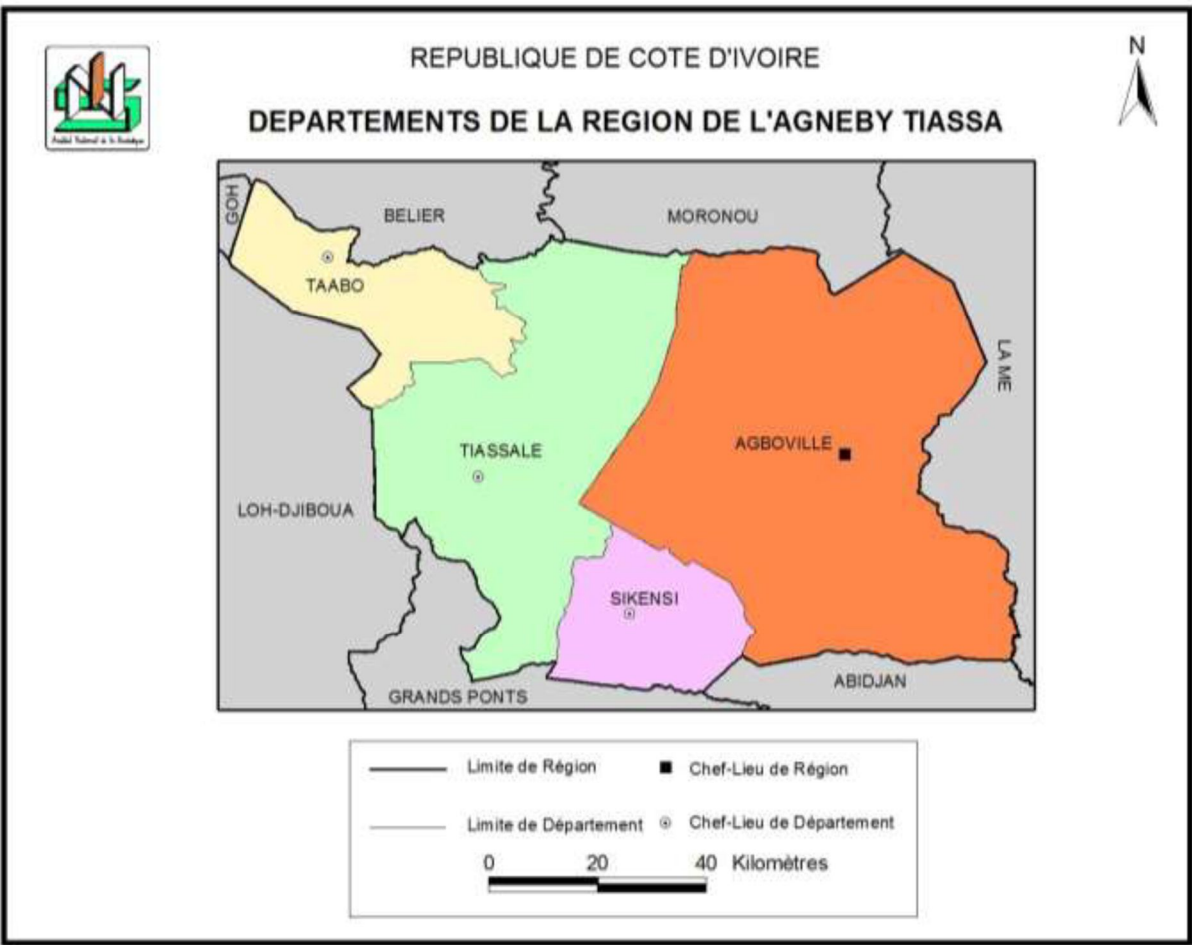 REPUBLIQUE DE COTE D'IVOIRE
N
DEPARTEMENTS DE LA REGION DE L'AGNEBY TIASSA
GOH
BELIER
MORONOU
TAABO
LA ME
TIASSALE
AGBOVILLE
LOH-DJIBOUA
SIKENSI
ABIDJAN
GRANDS PONTS
Limite de Région
Chef-Lieu de Région
Limite de Département
Chef-Lieu de Département
0 20 40 Kilomètres